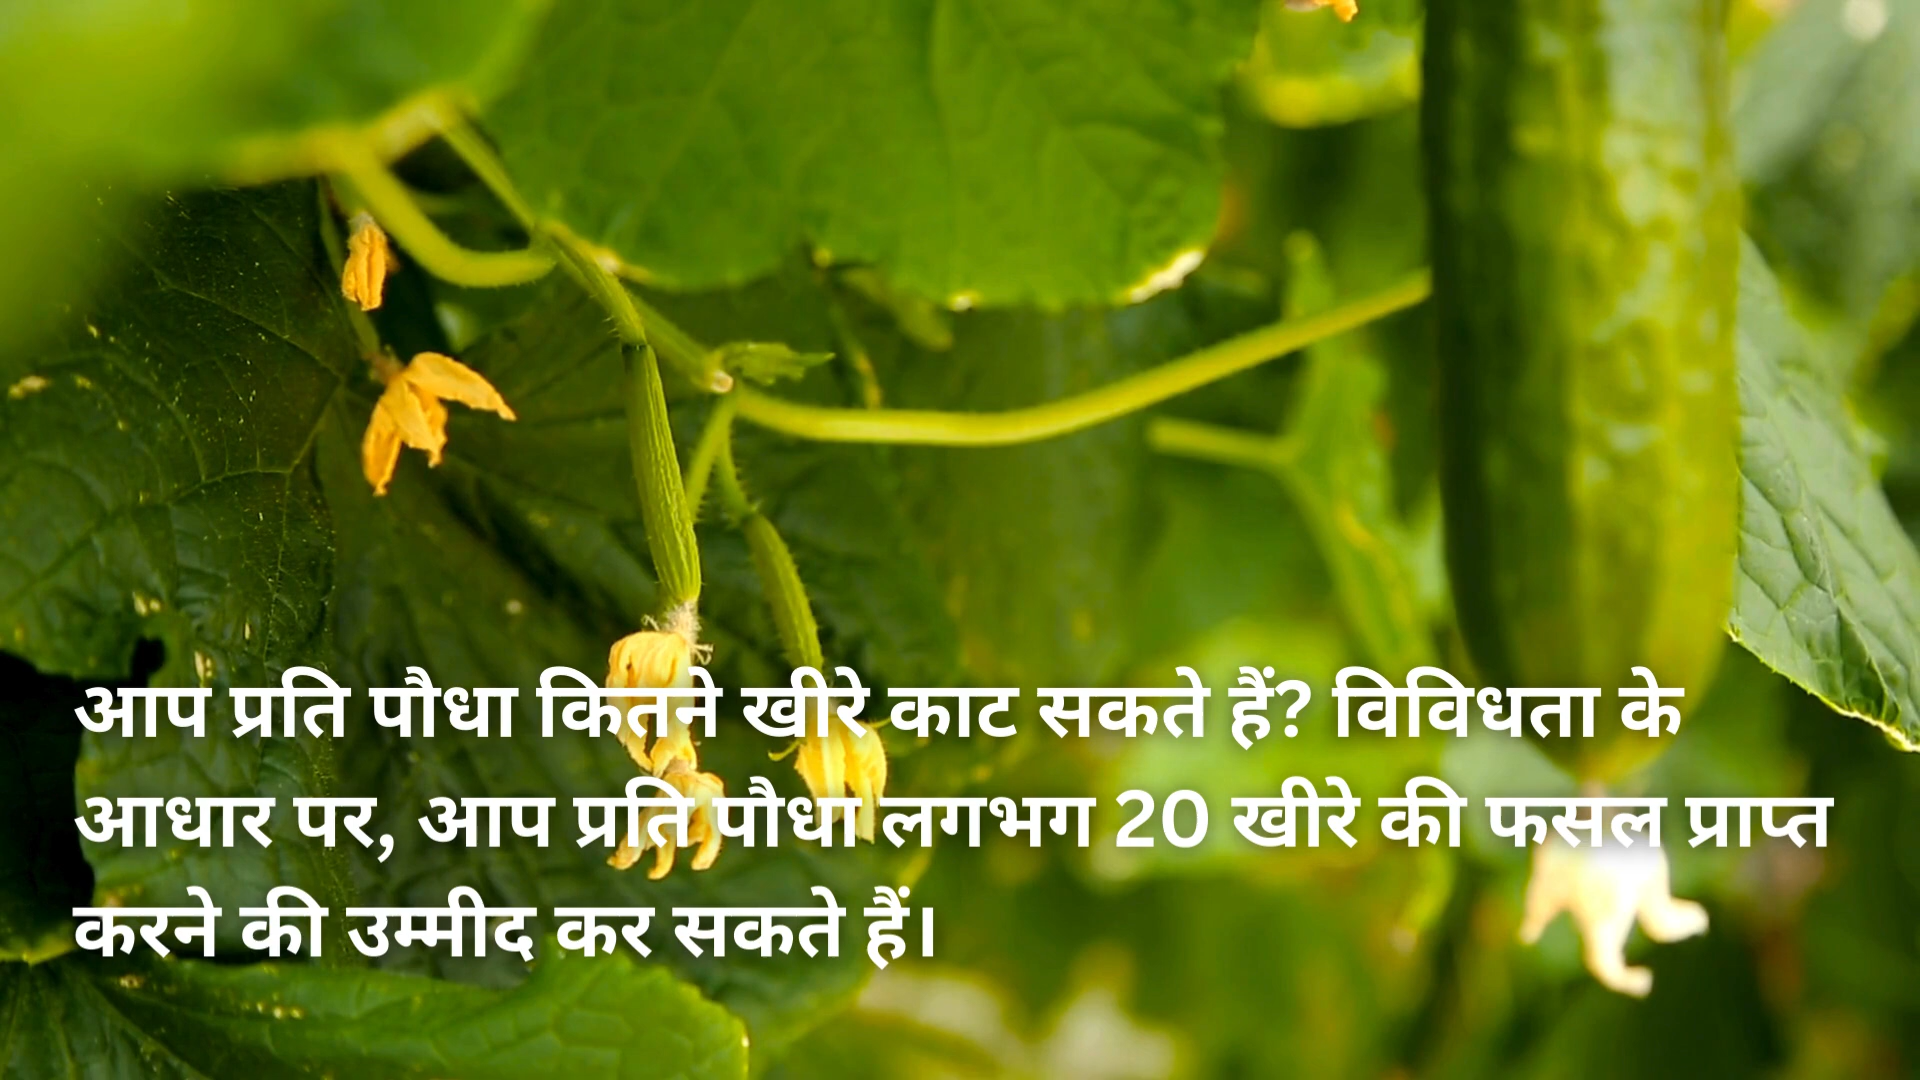 आप प्रति पौधा कितने खीरे काट सकते हैं? विविधता के
आधार पर, आप प्रति पौधा लगभग 20 खीरे की फसल प्राप्त
करने की उम्मीद कर सकते हैं।